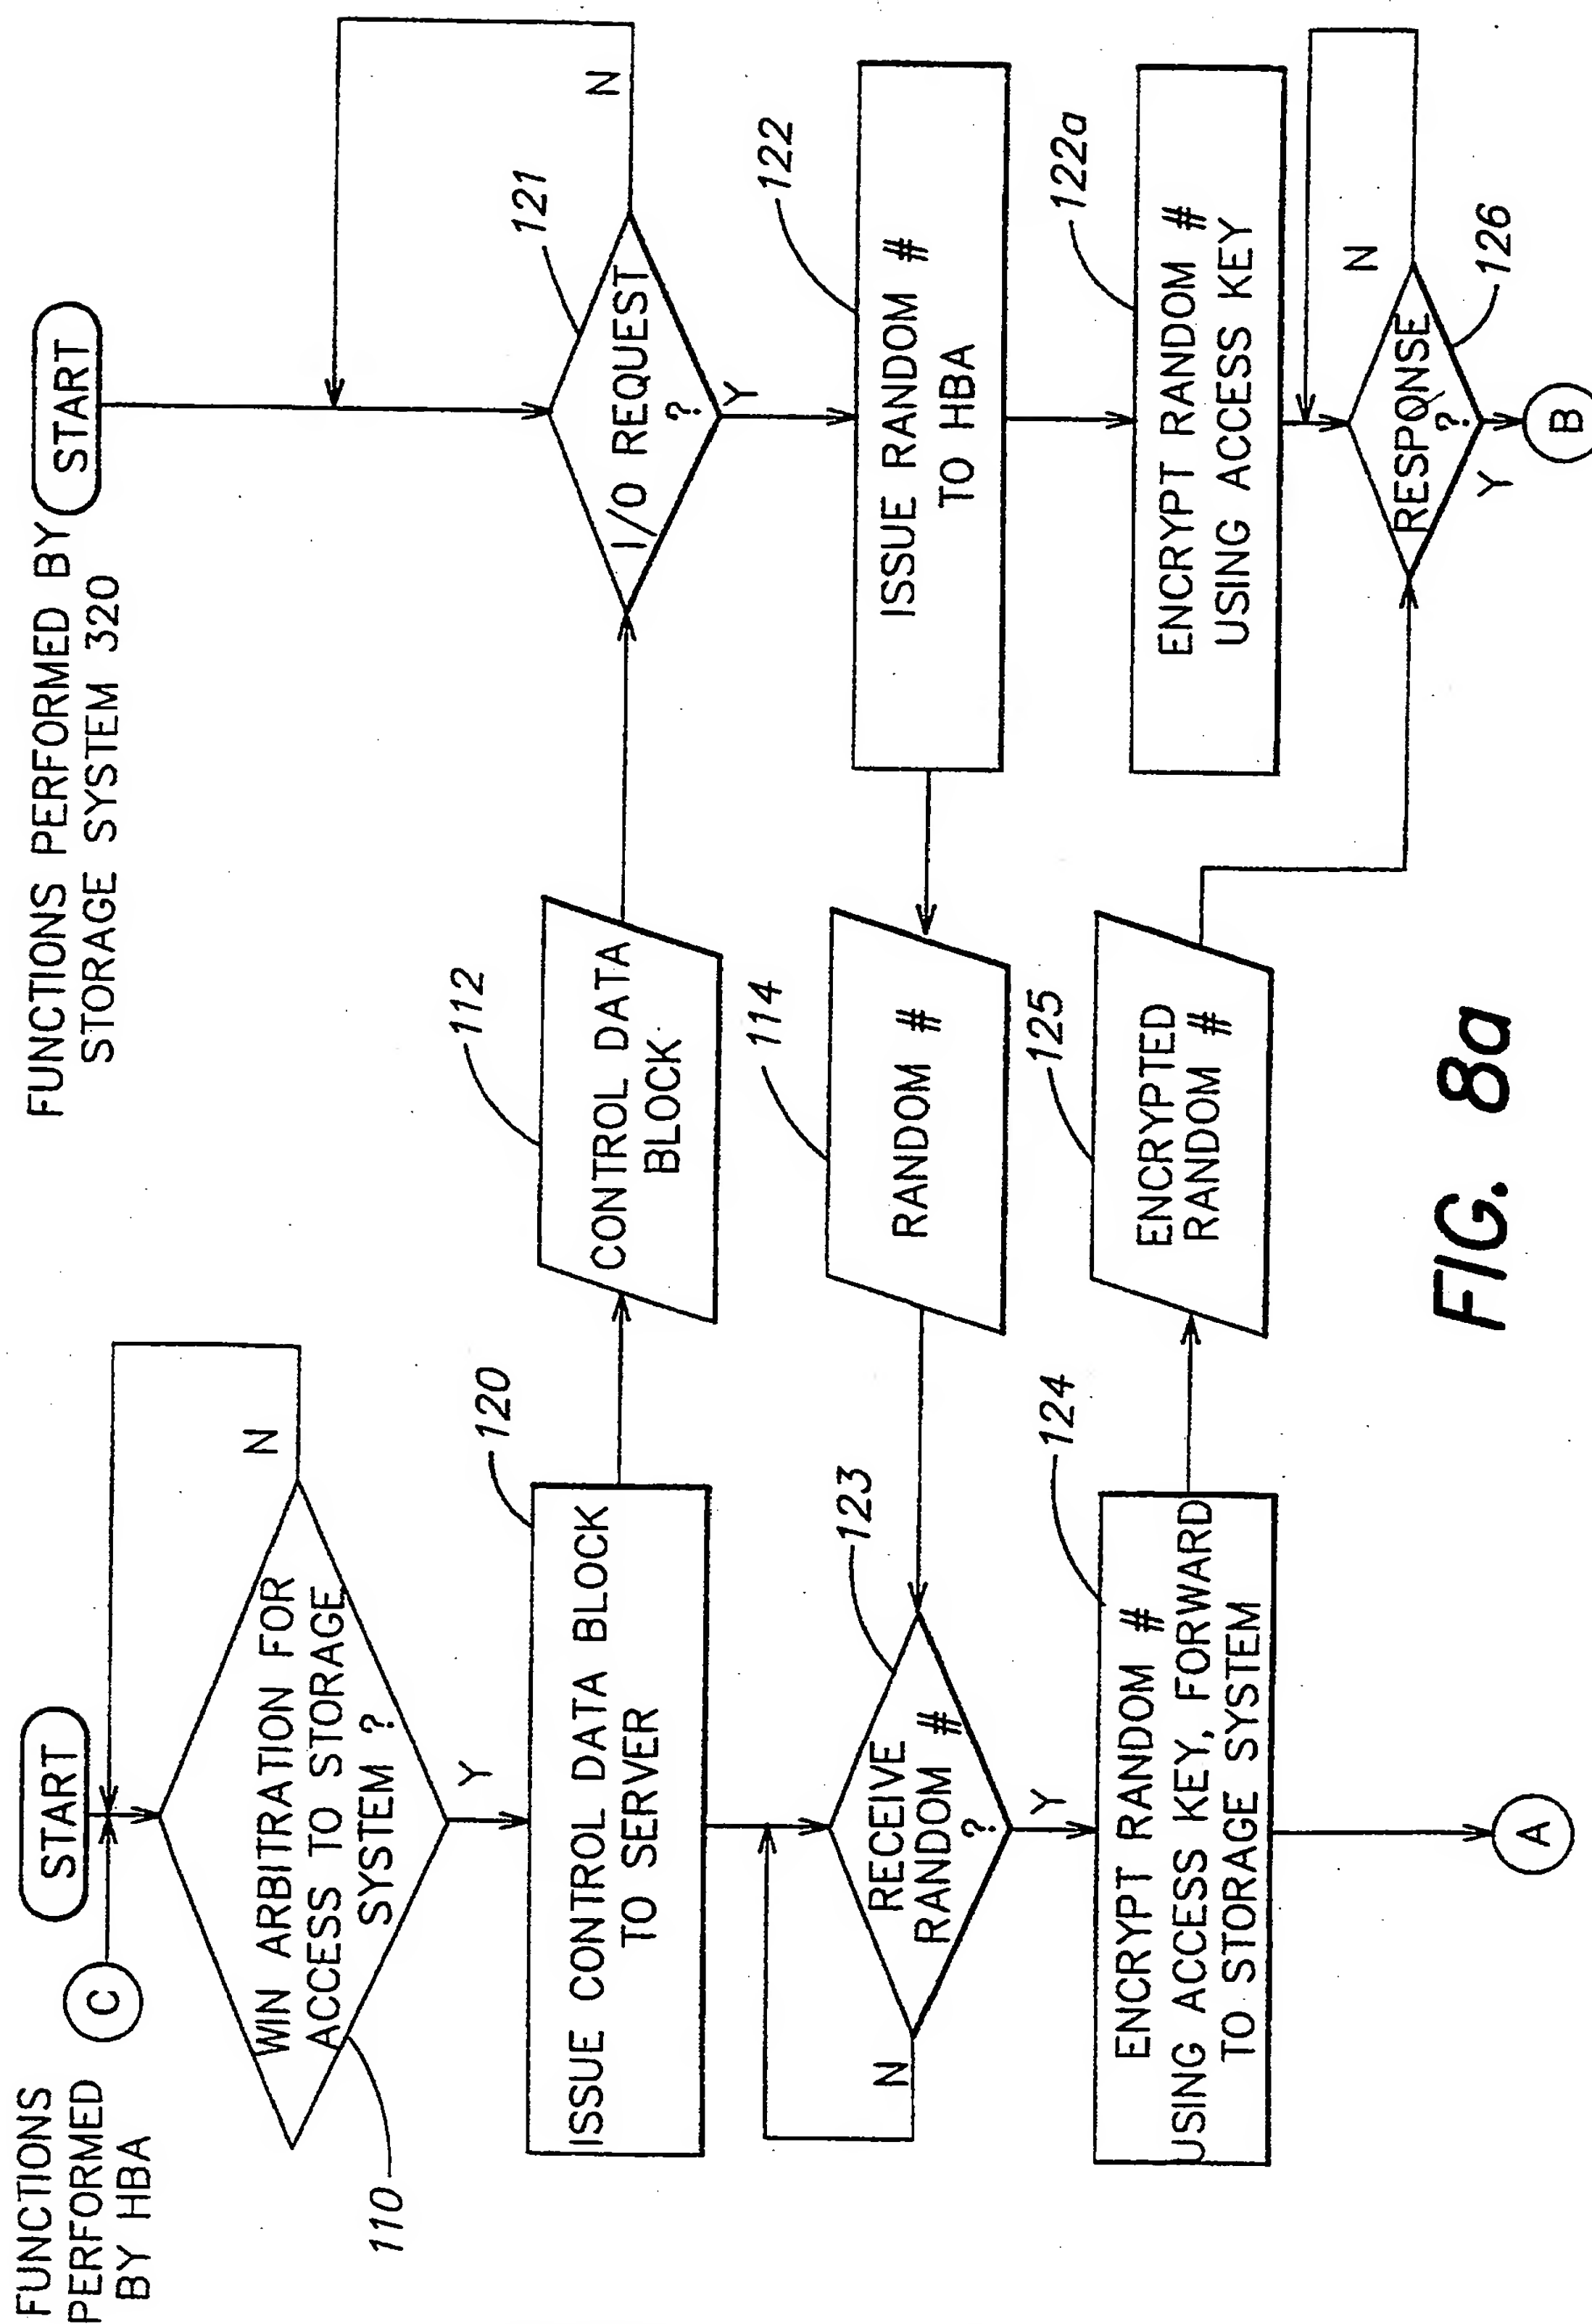 FUNCTIONS
PERFORMED
BY HBA
START
C
WIN ARBITRATION FOR
ACCESS TO STORAGE
SYSTEM ?
N
Y
110
ISSUE CONTROL DATA BLOCK
TO SERVER
120
RECEIVE
RANDOM #
?
N
Y
123
ENCRYPT RANDOM #
USING ACCESS KEY, FORWARD
TO STORAGE SYSTEM
124
A
CONTROL DATA
BLOCK
112
RANDOM #
114
ENCRYPTED
RANDOM #
125
FUNCTIONS PERFORMED BY
STORAGE SYSTEM 320
START
I/O REQUEST
?
N
Y
121
ISSUE RANDOM #
TO HBA
122
ENCRYPT RANDOM #
USING ACCESS KEY
122a
RESPONSE
?
N
Y
126
B
FIG. 8a